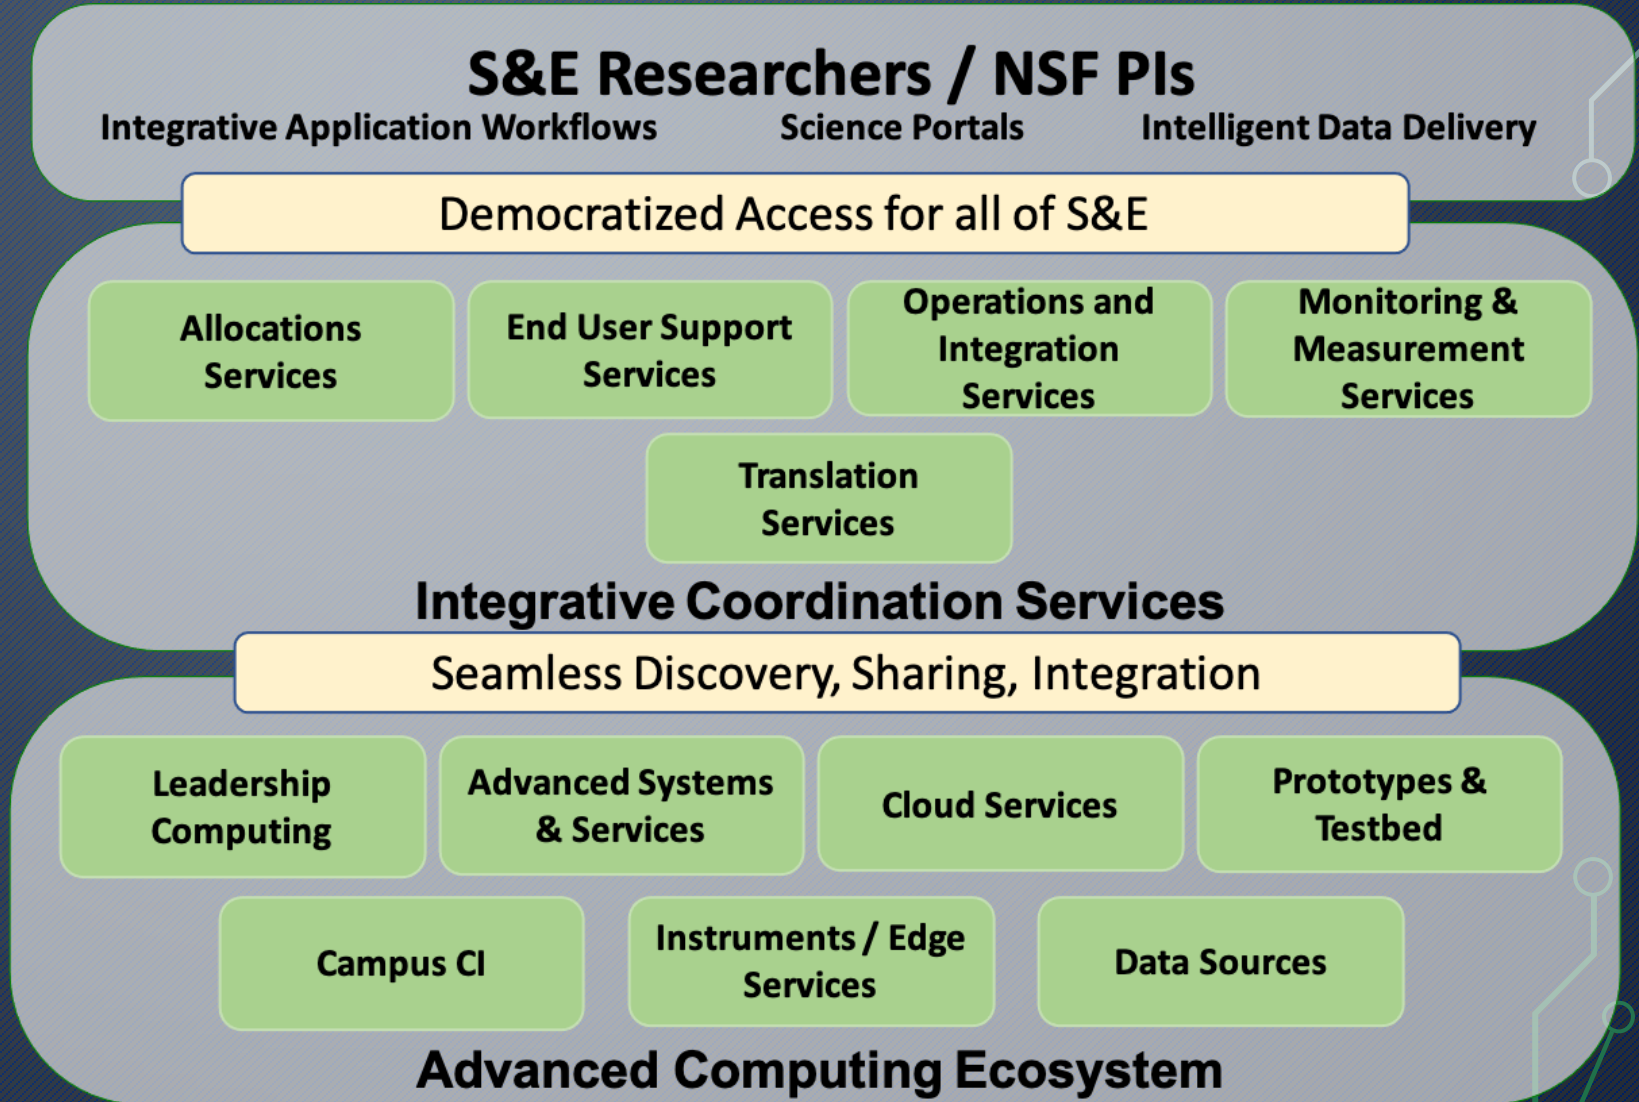 S&E Researchers / NSF PIs
Integrative Application Workflows
Science Portals
Intelligent Data Delivery
Democratized Access for all of S&E
Allocations
Services
End User Support
Services
Operations and
Integration
Services
Monitoring &
Measurement
Services
Translation
Services
Integrative Coordination Services
Seamless Discovery, Sharing, Integration
Leadership
Computing
Advanced Systems
& Services
Cloud Services
Prototypes &
Testbed
Campus CI
Instruments / Edge
Services
Data Sources
Advanced Computing Ecosystem